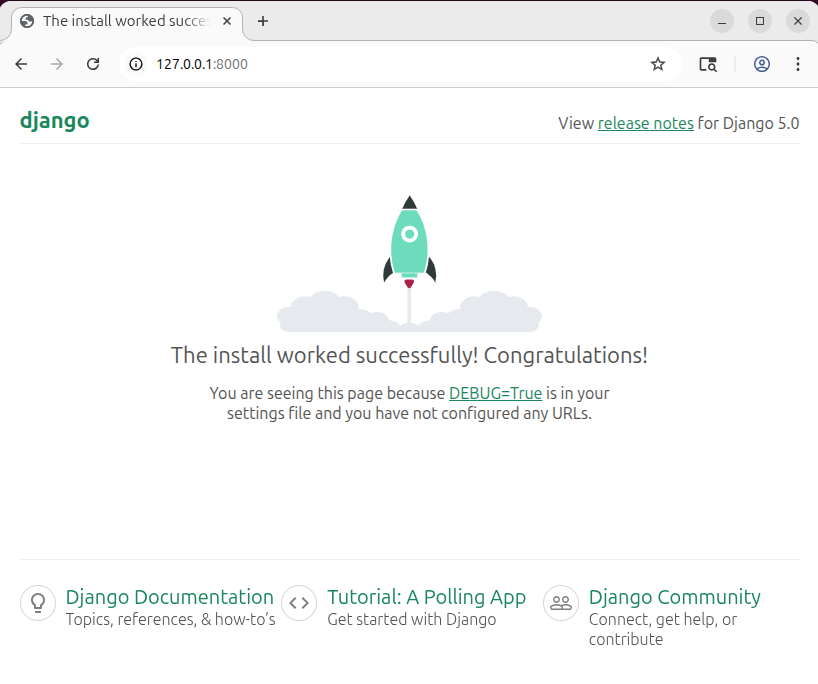 The install worked succes
127.0.0.1:8000
django
View release notes for Django 5.0
The install worked successfully! Congratulations!
You are seeing this page because DEBUG=True is in your
settings file and you have not configured any URLs.
Django Documentation
Topics, references, & how-to’s
Tutorial: A Polling App
Get started with Django
Django Community
Connect, get help, or
contribute